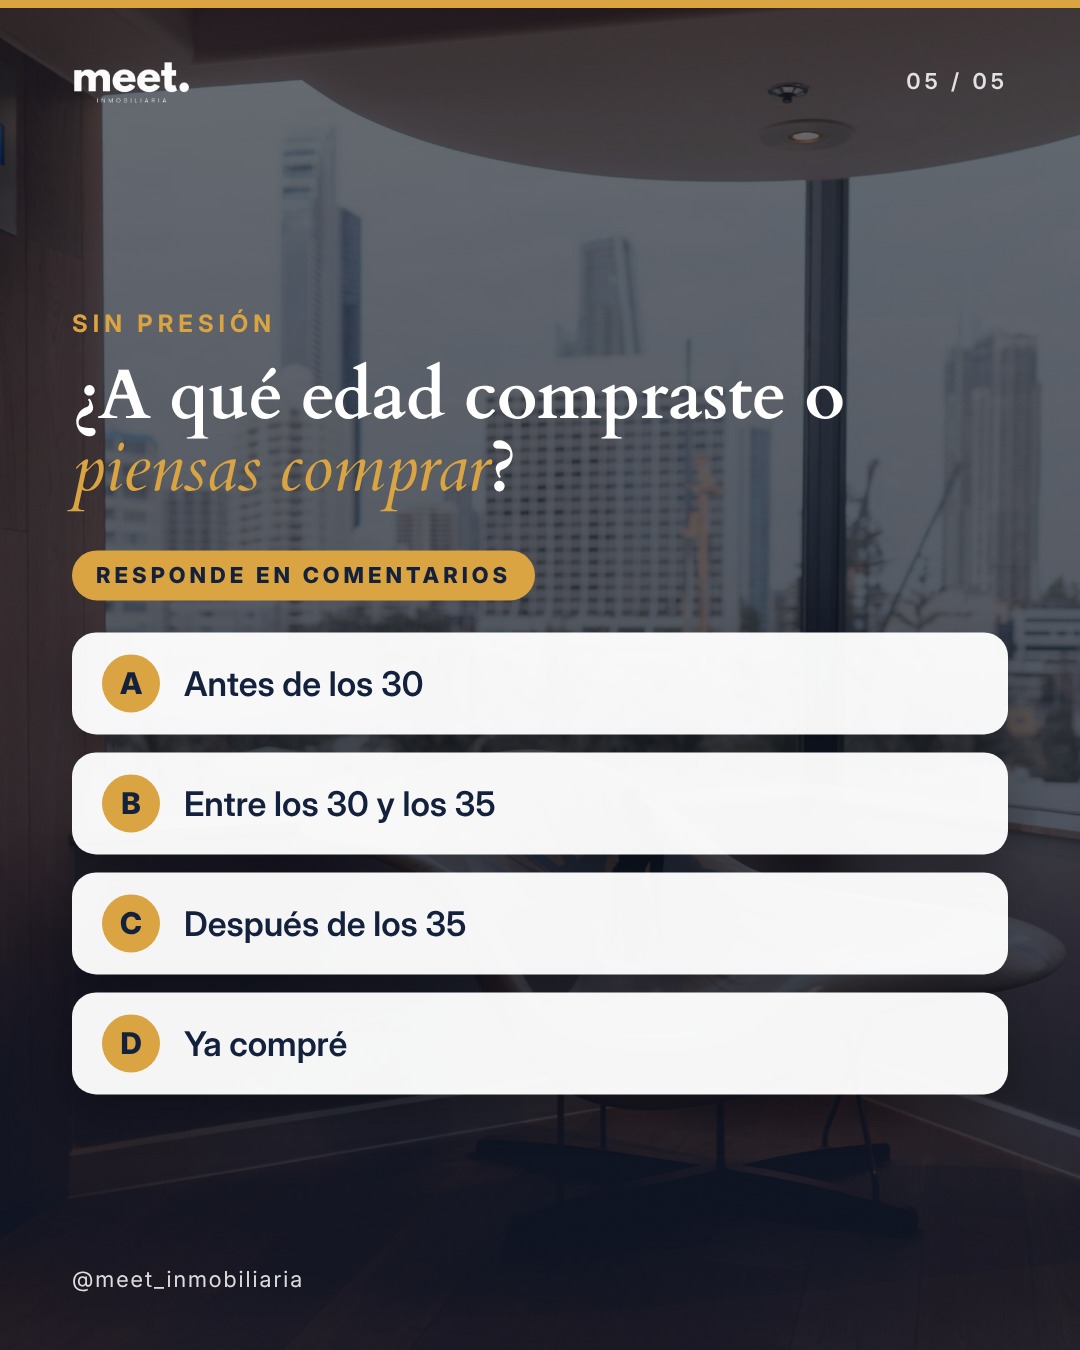 meet.
INMOBILIARIA
05 / 05
SIN PRESIÓN
¿A qué edad compraste o
piensas comprar?
RESPONDE EN COMENTARIOS
A Antes de los 30
B Entre los 30 y los 35
C Después de los 35
D Ya compré
@meet_inmobiliaria